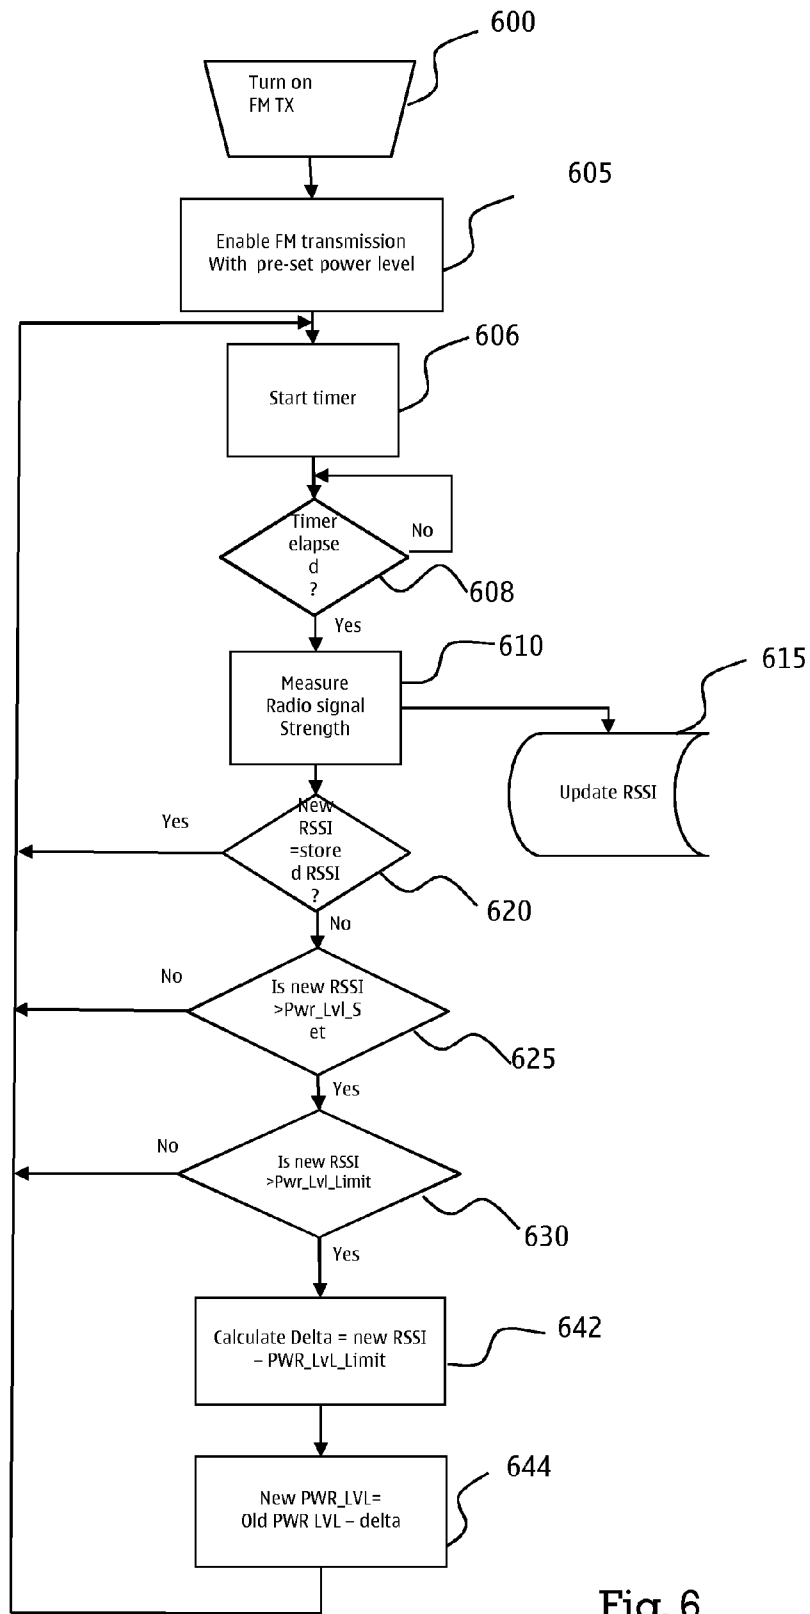 600
Turn on
FM TX
605
Enable FM transmission
With pre-set power level
606
Start timer
Timer
elapse
d
?
No
608
Yes
610
Measure
Radio signal
Strength
615
Update RSSI
Yes
New
RSSI
=store
d RSSI
?
620
No
No
Is new RSSI
>Pwr_Lvl_S
et
625
Yes
No
Is new RSSI
>Pwr_Lvl_Limit
630
Yes
642
Calculate Delta = new RSSI
– PWR_LvL_Limit
644
New PWR_LVL=
Old PWR LVL – delta
Fig. 6